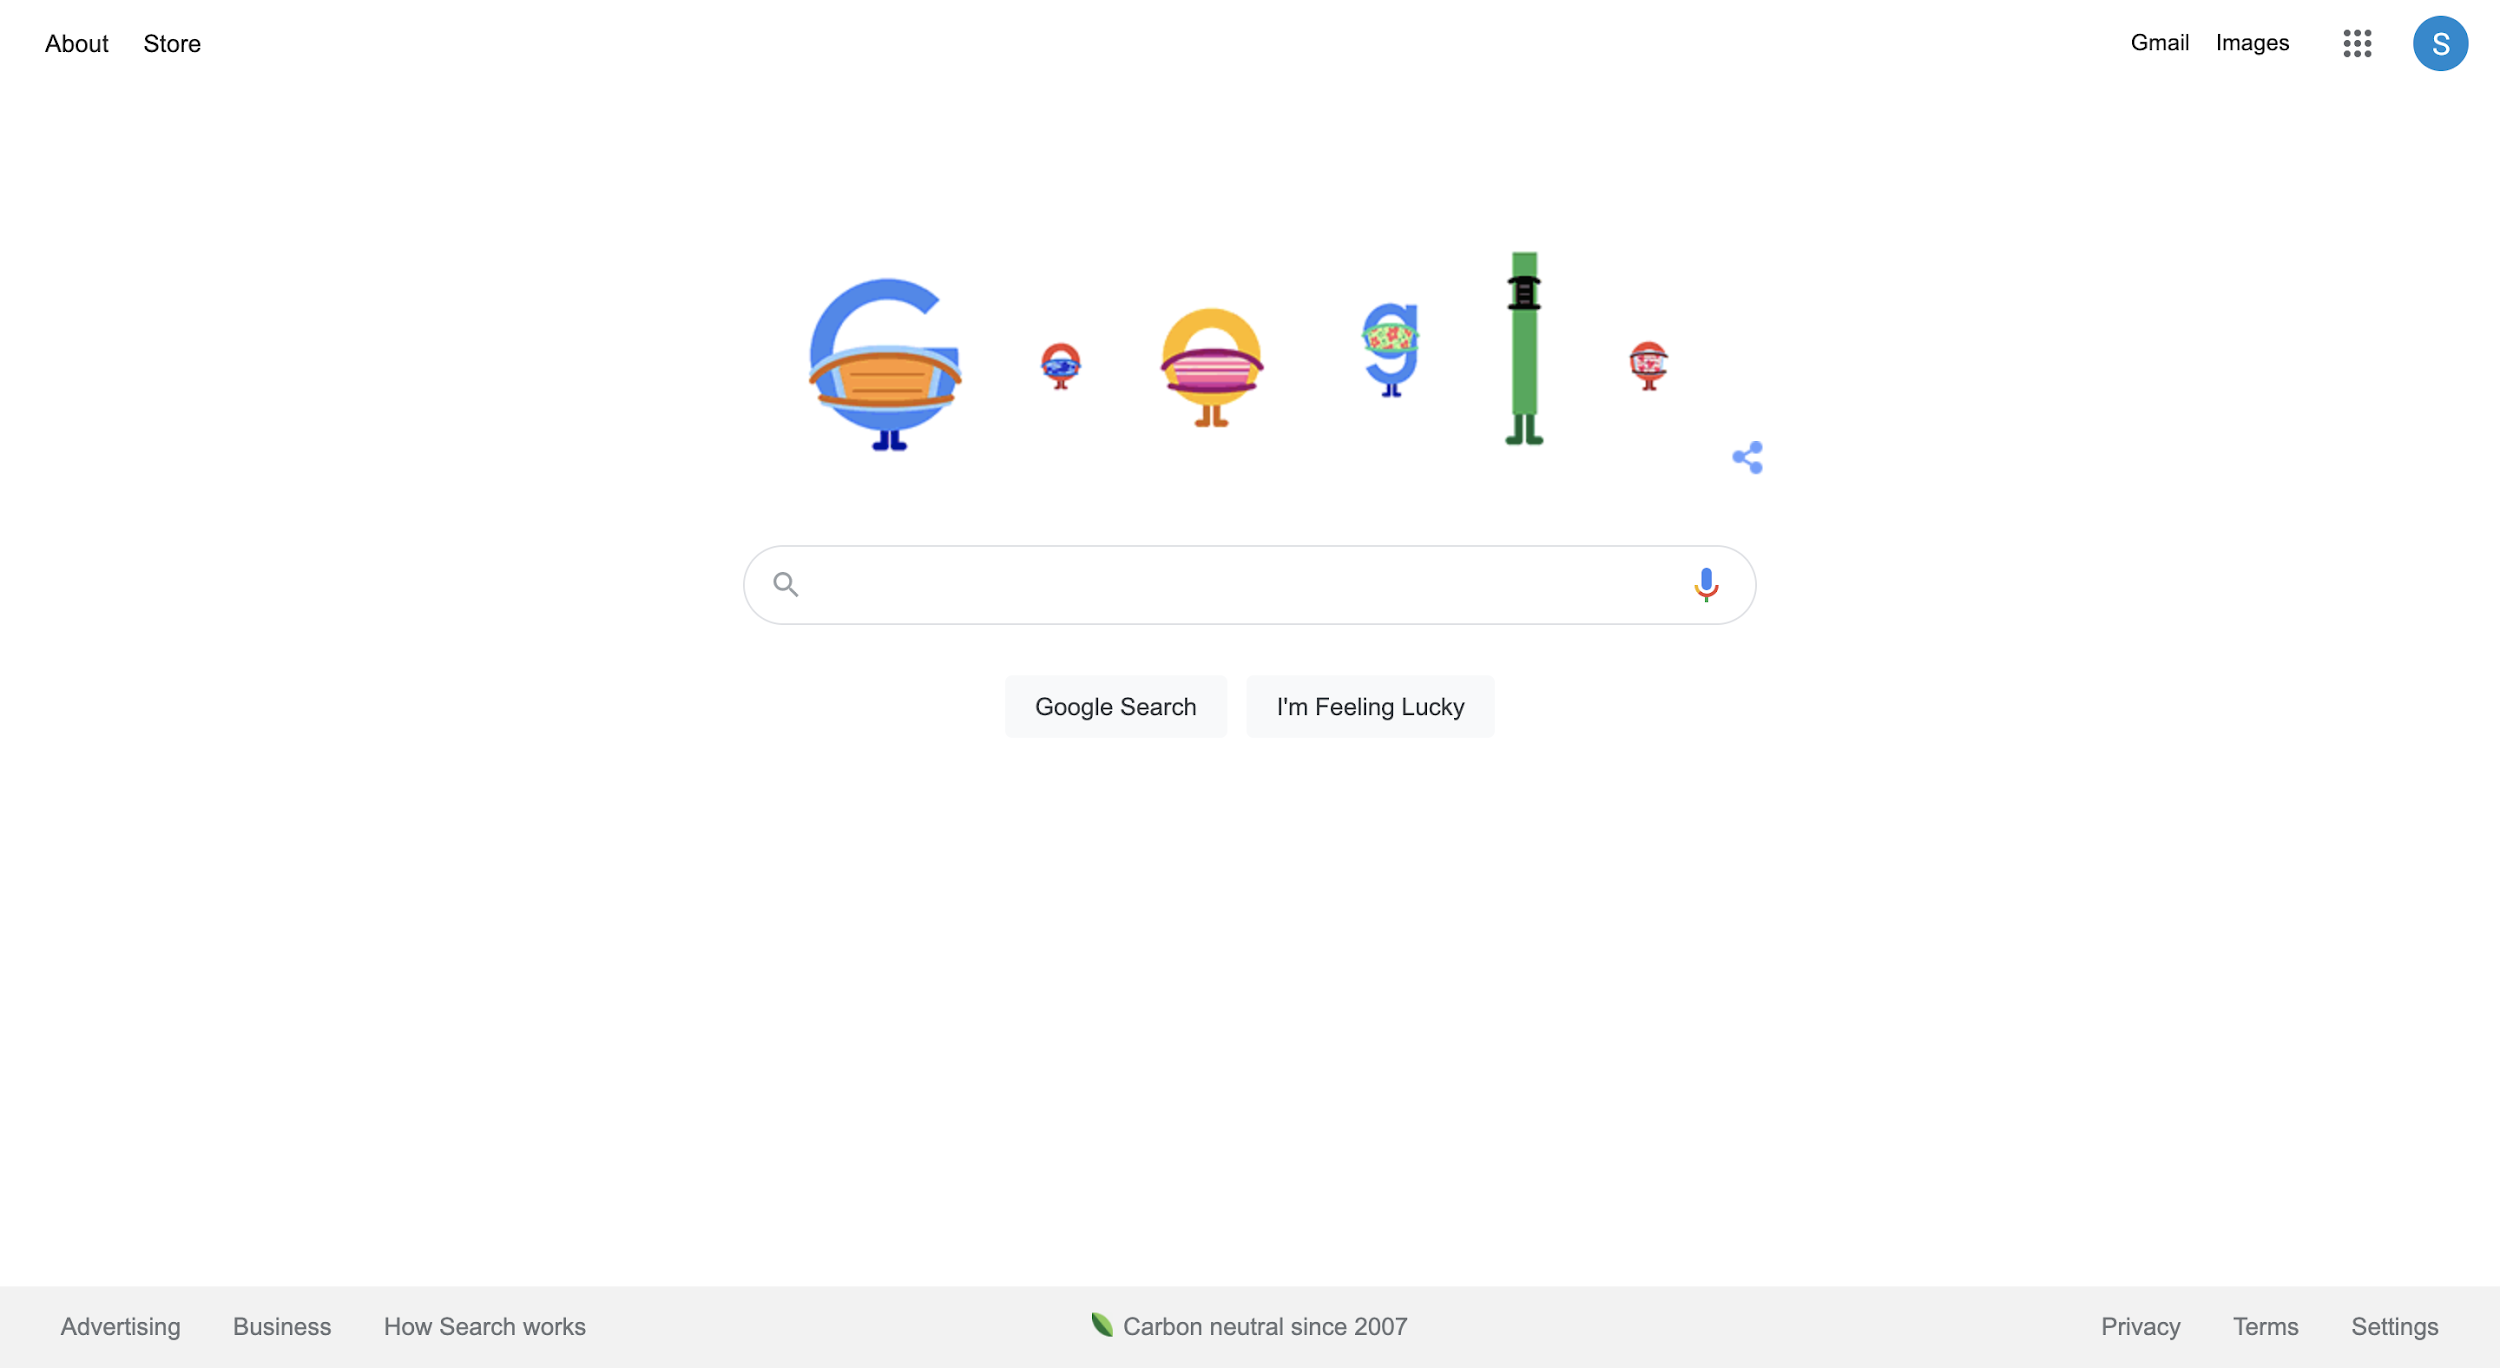 About Store
Gmail Images
S
Google
Google Search
I'm Feeling Lucky
Advertising Business How Search works
Carbon neutral since 2007
Privacy Terms Settings